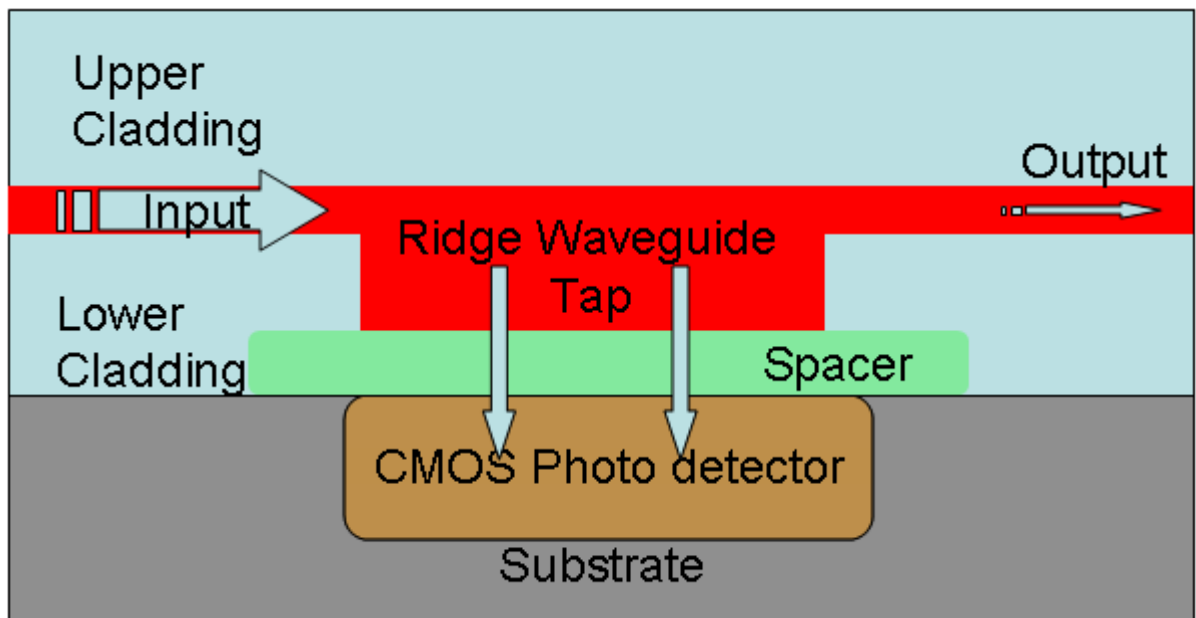 Upper
Cladding
Output
Input
Ridge Waveguide
Tap
Lower
Cladding
Spacer
CMOS Photo detector
Substrate